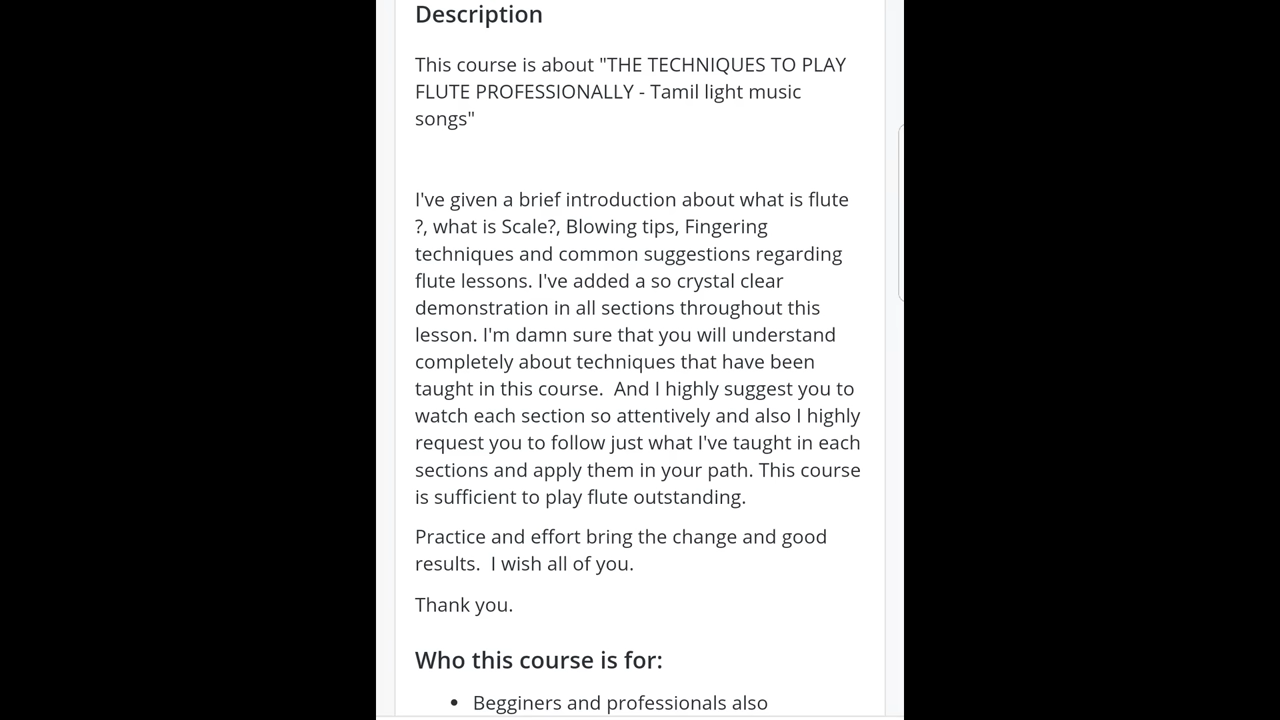 Description
This course is about "THE TECHNIQUES TO PLAY
FLUTE PROFESSIONALLY - Tamil light music
songs"
I've given a brief introduction about what is flute
?, what is Scale?, Blowing tips, Fingering
techniques and common suggestions regarding
flute lessons. I've added a so crystal clear
demonstration in all sections throughout this
lesson. I'm damn sure that you will understand
completely about techniques that have been
taught in this course.  And I highly suggest you to
watch each section so attentively and also I highly
request you to follow just what I've taught in each
sections and apply them in your path. This course
is sufficient to play flute outstanding.
Practice and effort bring the change and good
results.  I wish all of you.
Thank you.
Who this course is for:
• Begginers and professionals also